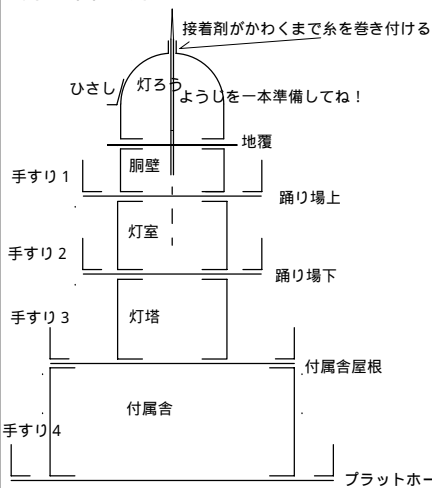 接着剤がかわくまで糸を巻き付ける
ひさし
灯ろう
ようじを一本準備してね！
地覆
胴壁
手すり1
踊り場上
灯室
手すり2
踊り場下
手すり3
灯塔
付属舎屋根
付属舎
手すり4
プラットホー